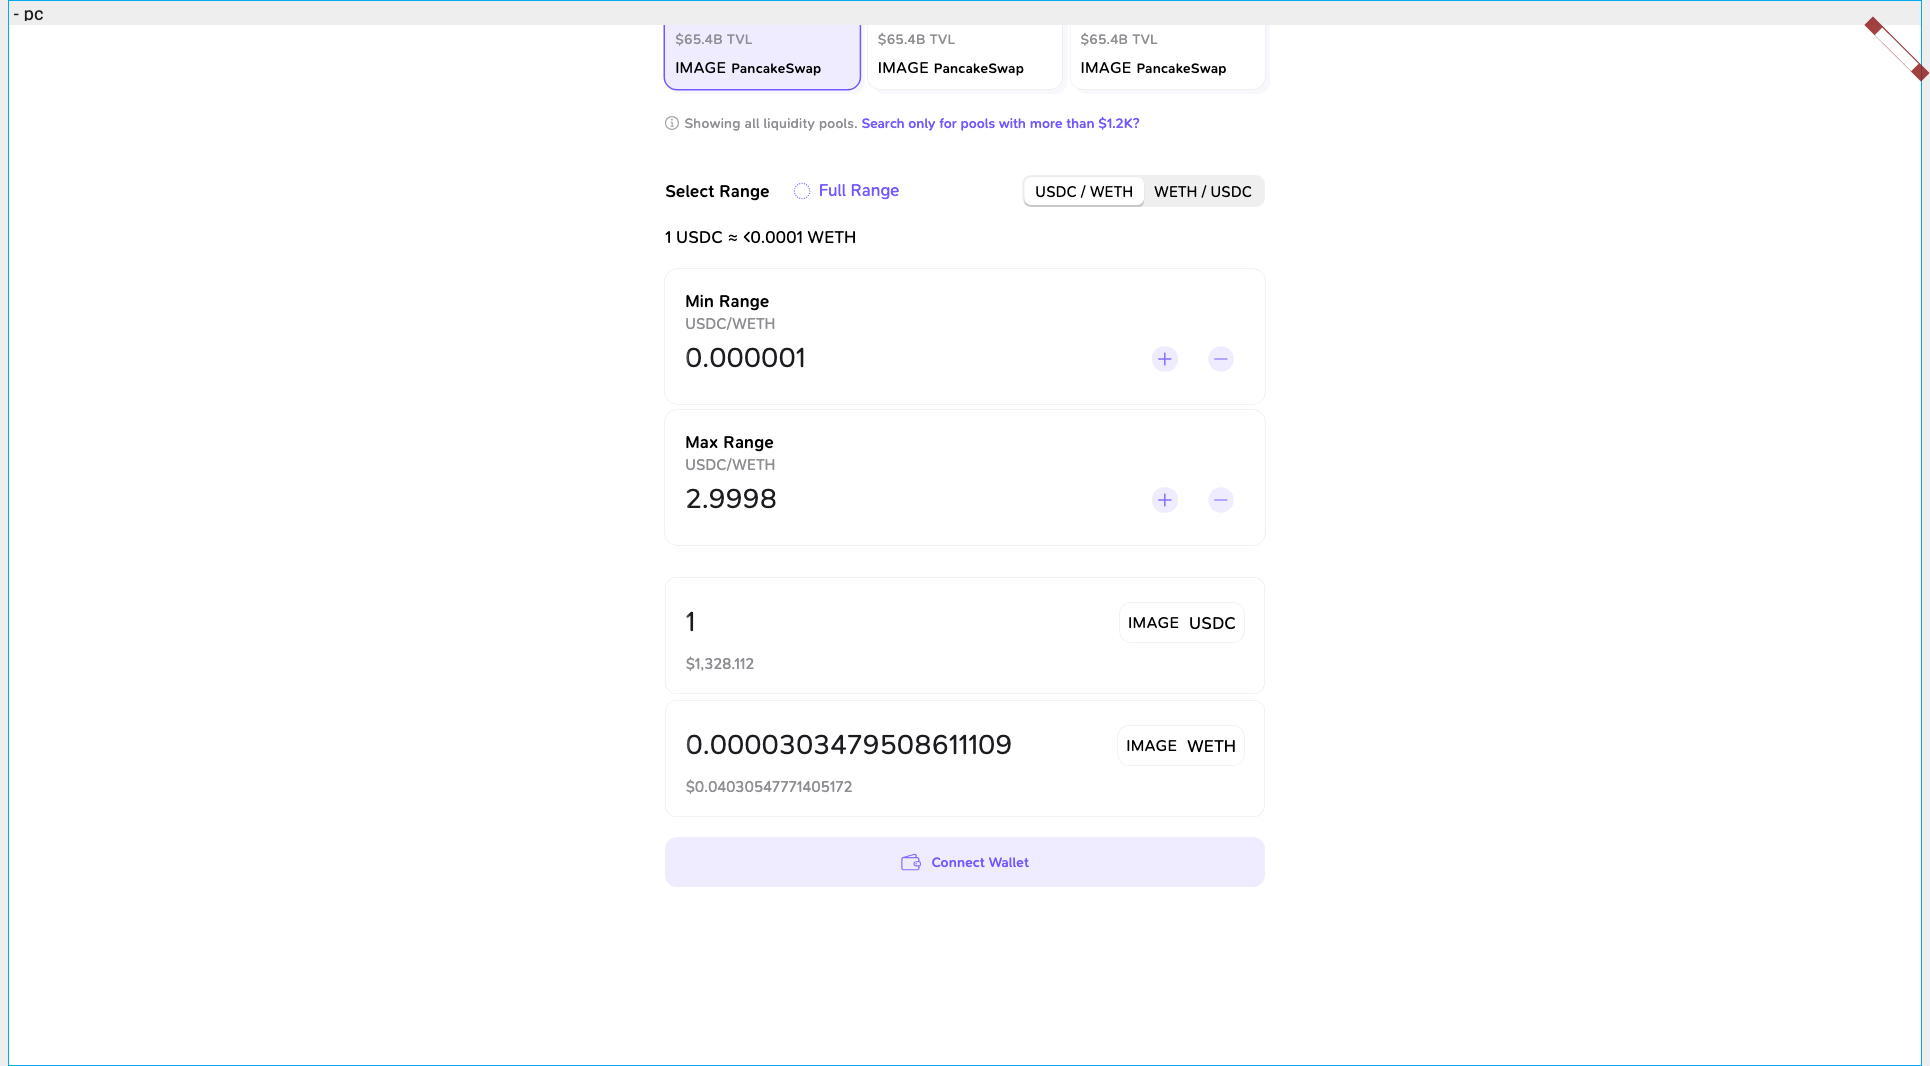 - pc
$65.4B TVL $65.4B TVL $65.4B TVL
IMAGE PancakeSwap IMAGE PancakeSwap IMAGE PancakeSwap
Showing all liquidity pools. Search only for pools with more than $1.2K?
Select Range Full Range USDC / WETH WETH / USDC
1 USDC ≈ <0.0001 WETH
Min Range
USDC/WETH
0.000001
Max Range
USDC/WETH
2.9998
1 IMAGE USDC
$1,328.112
0.0000303479508611109 IMAGE WETH
$0.04030547771405172
Connect Wallet